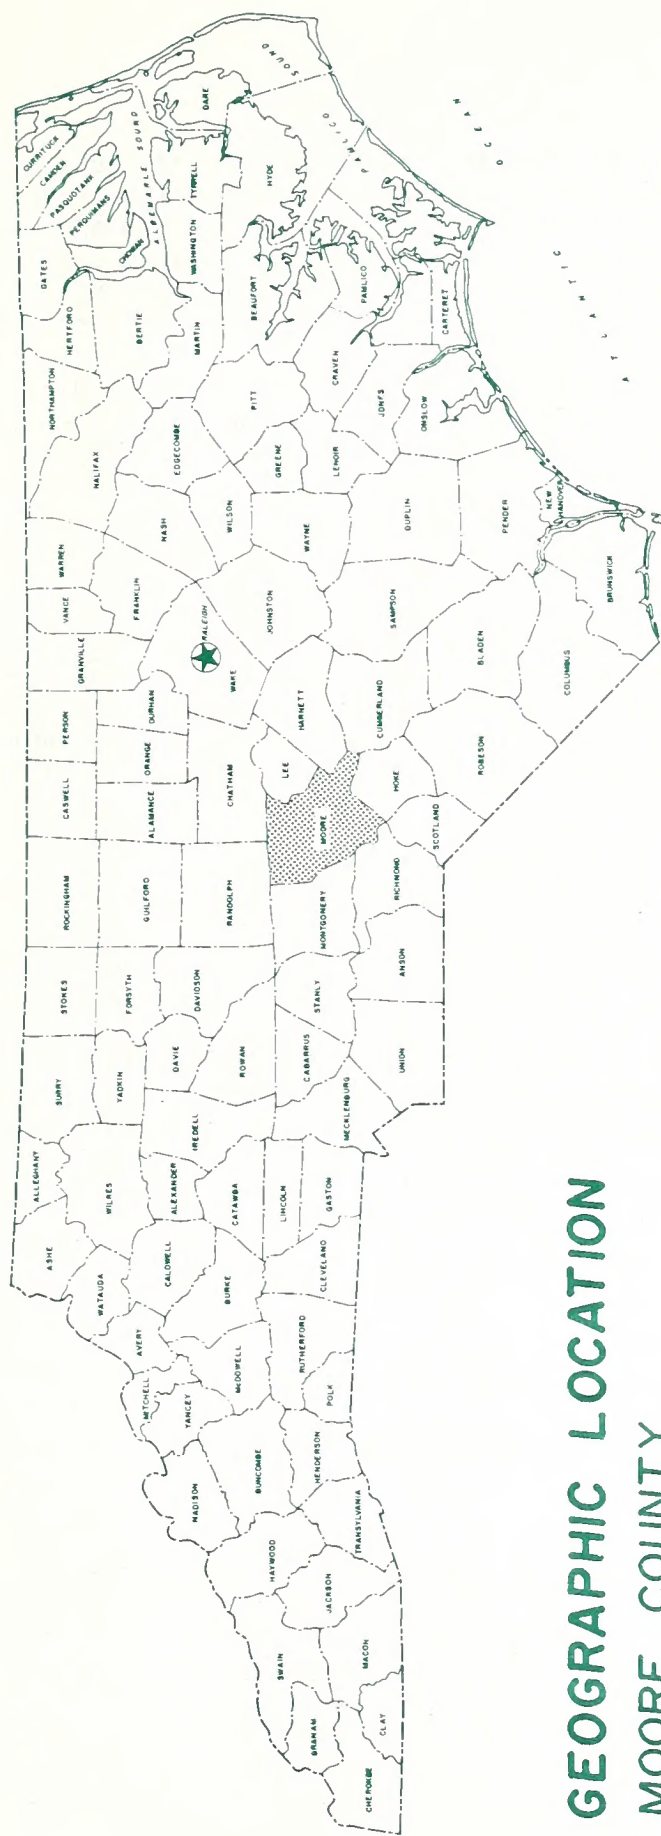 ALLEGHANY
ASHE
SURRY
STOKES
ROCKINGHAM
CASWELL
PERSON
GRANVILLE
VANCE
WARREN
NORTHAMPTON
HERTFORD
GATES
CURRITUCK
CAMDEN
PASQUOTANK
PERQUIMANS
CHOWAN
WATAUDA
WILRES
YADKIN
FORSYTH
GUILFORD
ALAMANCE
ORANGE
DURHAN
FRANKLIN
HALIFAX
BERTIE
ALBEMARLE SOUND
MITCHELL
AVERY
CALDWELL
ALEXANDER
IREDELL
DAVIE
DAVIDSON
RANDOLPH
CHATHAM
WAKE
RALEIGH
NASH
EDGECOMBE
MARTIN
WASHINGTON
TYRRELL
DARE
MADISON
YANCEY
McDOWELL
BURKE
CATAWBA
ROWAN
LEE
JOHNSTON
WILSON
PITT
BEAUFORT
HYDE
PAMLICO SOUND
HAYWOOD
BUNCOMBE
RUTHERFORD
CLEVELAND
LINCOLN
GASTON
CABARRUS
STANLY
MONTGOMERY
MOORE
HARNETT
WAYNE
GREENE
LENOIR
CRAVEN
PAMLICO
SWAIN
GRAHAM
JACKSON
HENDERSON
POLK
MECKLENBURG
CUMBERLAND
SAMPSON
DUPLIN
JONES
CARTERET
CHEROKEE
CLAY
MACON
TRANSYLVANIA
UNION
ANSON
RICHMOND
HOKE
SCOTLAND
ROBESON
BLADEN
PENDER
ONSLOW
COLUMBUS
BRUNSWICK
NEW
HANOVER
ATLANTIC OCEAN
GEOGRAPHIC LOCATION
MOORE COUNTY